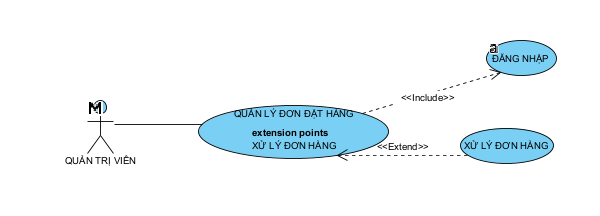 a
ĐĂNG NHẬP
<<Include>>
M
QUẢN LÝ ĐƠN ĐẶT HÀNG
extension points
XỬ LÝ ĐƠN HÀNG
<<Extend>>
XỬ LÝ ĐƠN HÀNG
QUẢN TRỊ VIÊN